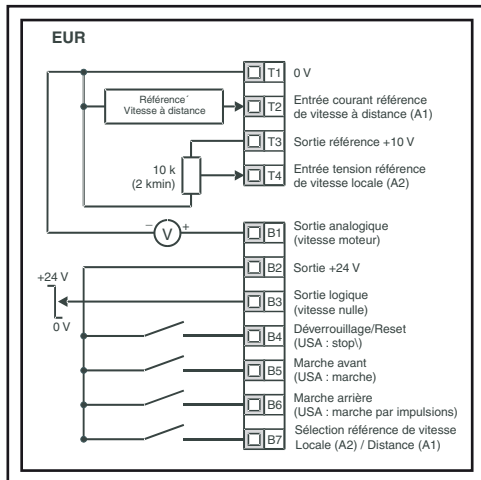 EUR
T1 0 V
Référence´
Vitesse à distance
T2 Entrée courant référence
de vitesse à distance (A1)
T3 Sortie référence +10 V
10 k
(2 kmin)
T4 Entrée tension référence
de vitesse locale (A2)
− V +
B1 Sortie analogique
(vitesse moteur)
B2 Sortie +24 V
+24 V
0 V
B3 Sortie logique
(vitesse nulle)
B4 Déverrouillage/Reset
(USA : stop\)
B5 Marche avant
(USA : marche)
B6 Marche arrière
(USA : marche par impulsions)
B7 Sélection référence de vitesse
Locale (A2) / Distance (A1)